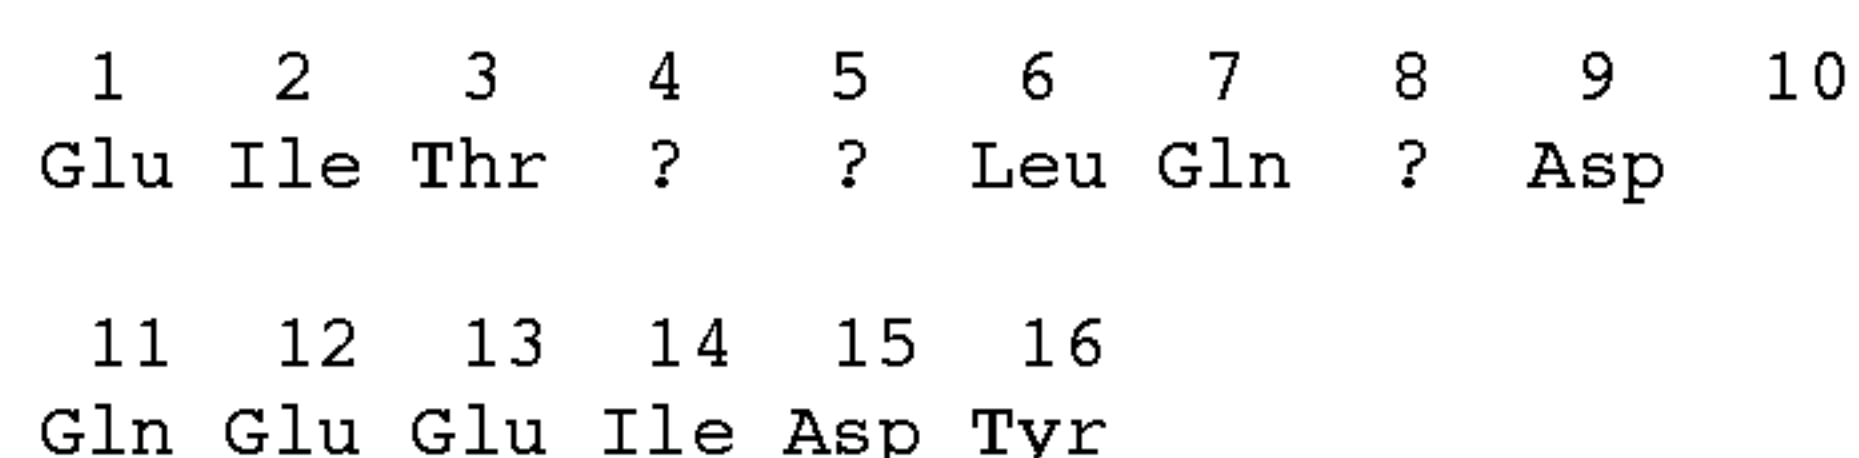 1 2 3 4 5 6 7 8 9 10
Glu Ile Thr ? ? Leu Gln ? Asp
11 12 13 14 15 16
Gln Glu Glu Ile Asp Tyr